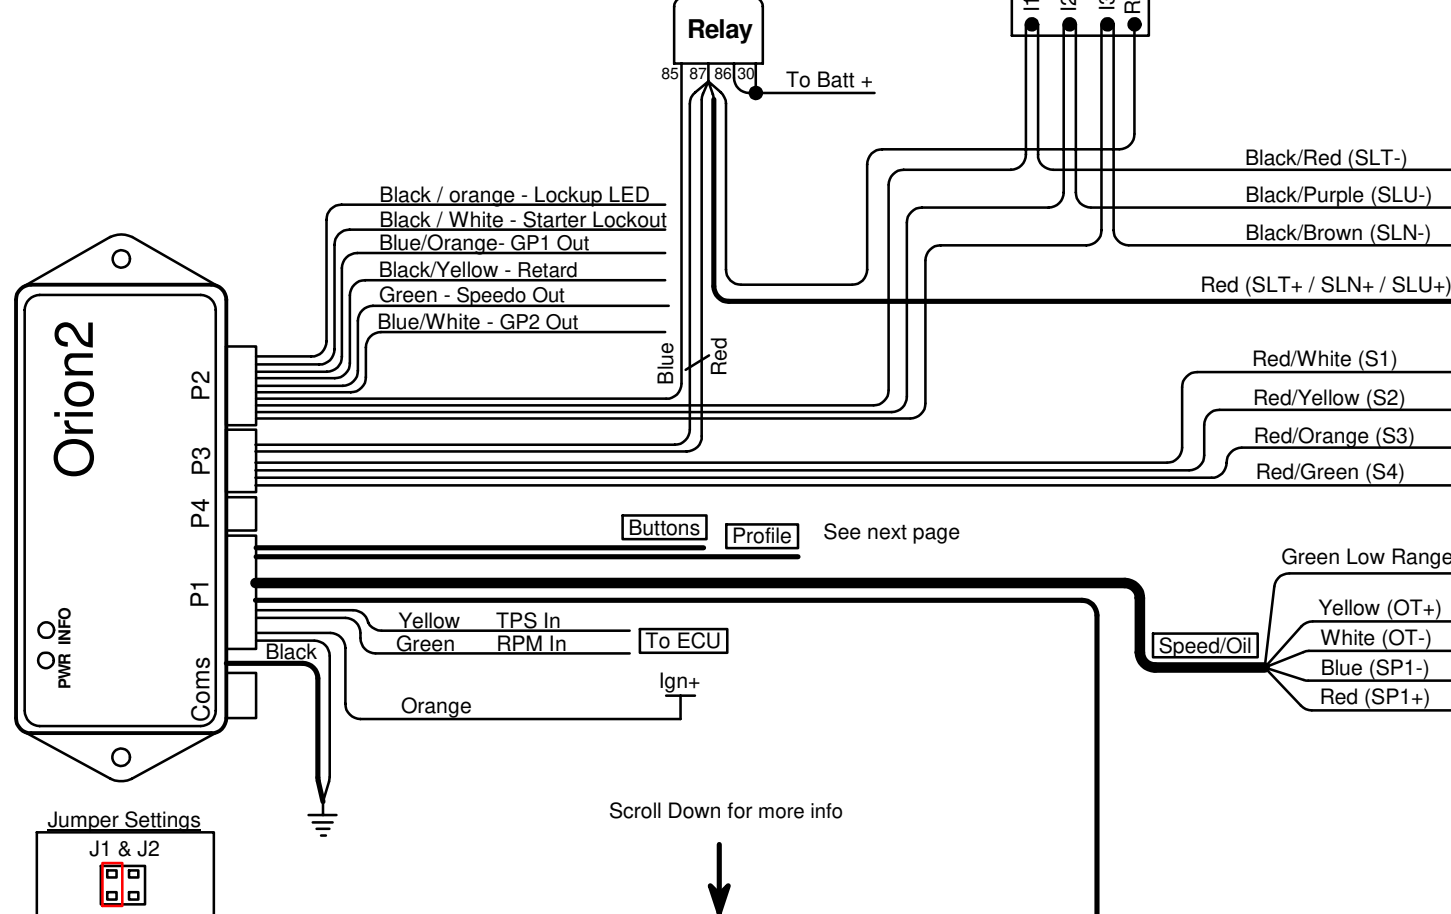 I1 I2 I3 R
Relay
85 87 86 30
To Batt +
Black/Red (SLT-)
Black/Purple (SLU-)
Black/Brown (SLN-)
Red (SLT+ / SLN+ / SLU+)
Black / orange - Lockup LED
Black / White - Starter Lockout
Blue/Orange- GP1 Out
Black/Yellow - Retard
Green - Speedo Out
Blue/White - GP2 Out
Blue
Red
Red/White (S1)
Red/Yellow (S2)
Red/Orange (S3)
Red/Green (S4)
Orion2
P2
P3
P4
P1
Coms
INFO
PWR
Buttons
Profile
See next page
Green Low Range
Yellow (OT+)
White (OT-)
Blue (SP1-)
Red (SP1+)
Speed/Oil
Yellow TPS In
Green RPM In
To ECU
Black
Ign+
Orange
Scroll Down for more info
Jumper Settings
J1 & J2